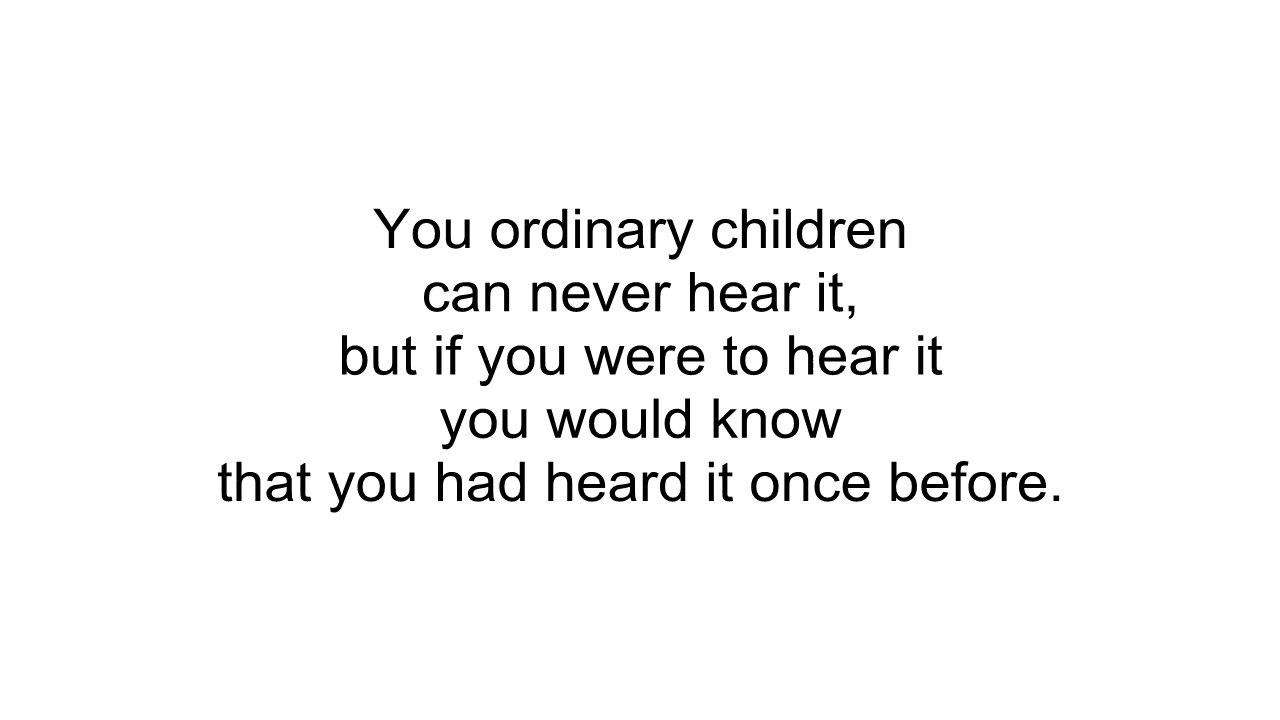 You ordinary children
can never hear it,
but if you were to hear it
you would know
that you had heard it once before.